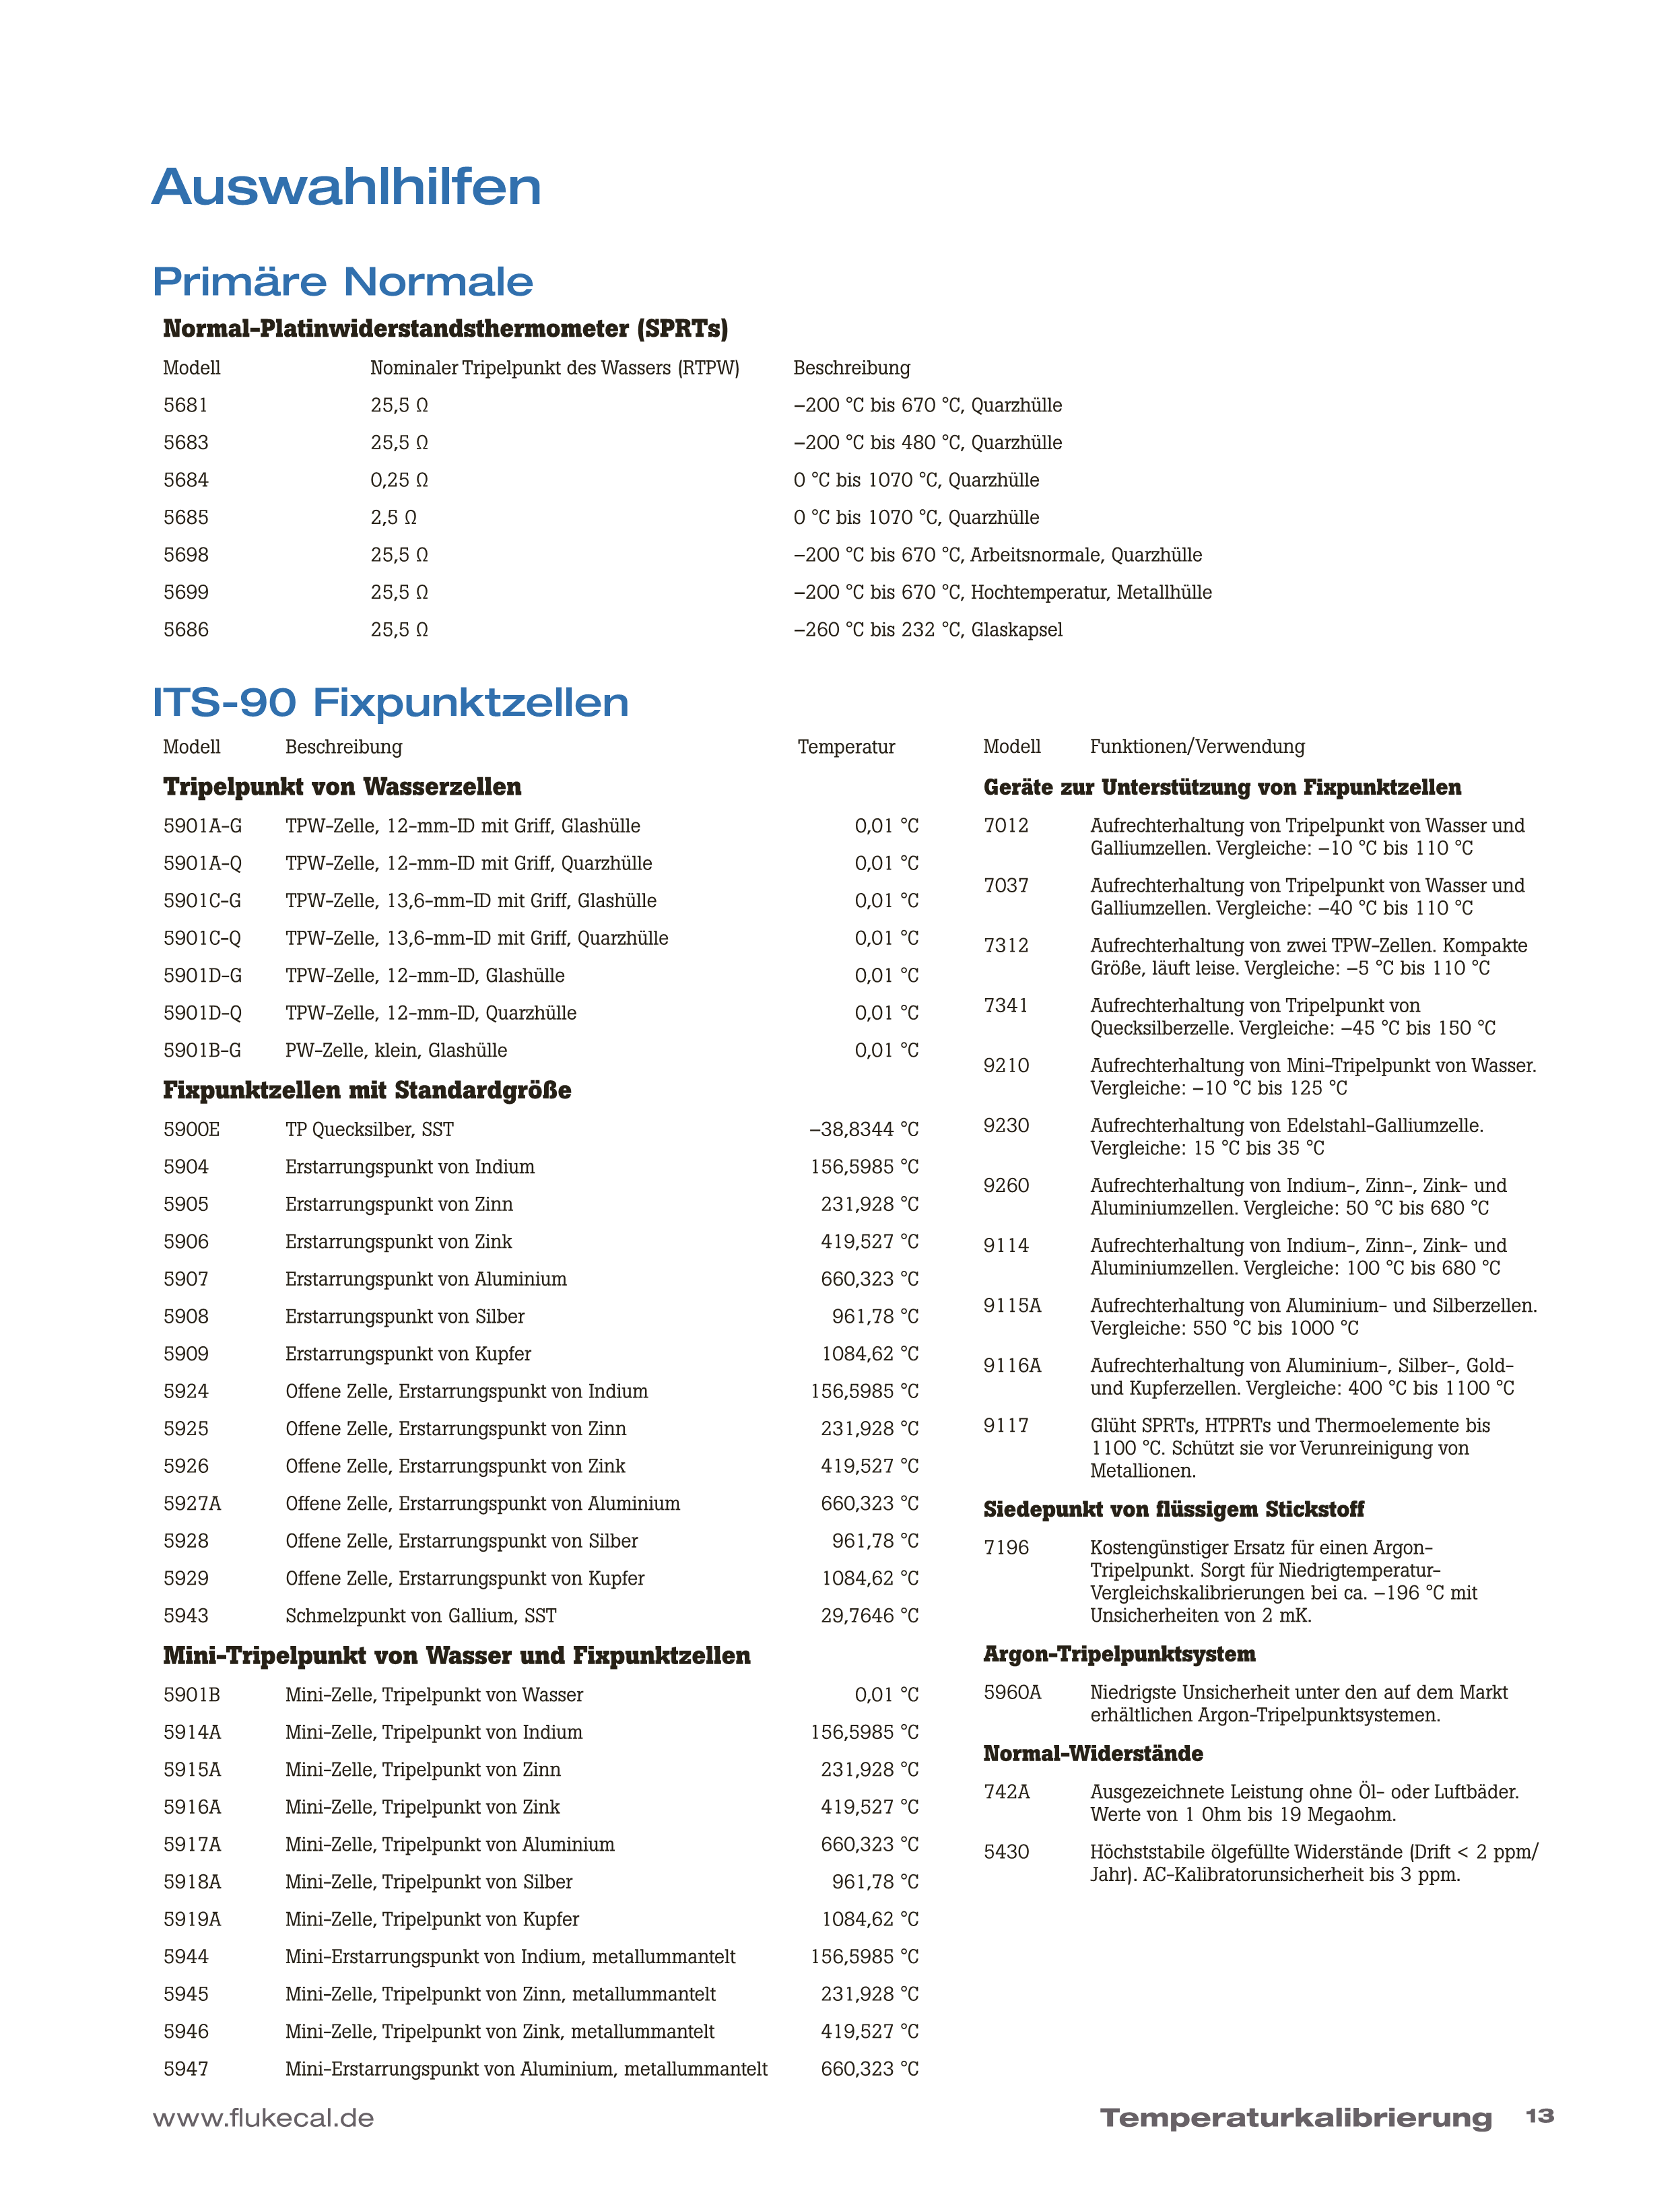 Auswahlhilfen
Primäre Normale
Normal-Platinwiderstandsthermometer (SPRTs)
Modell Nominaler Tripelpunkt des Wassers (RTPW) Beschreibung
5681 25,5 Ω –200 °C bis 670 °C, Quarzhülle
5683 25,5 Ω –200 °C bis 480 °C, Quarzhülle
5684 0,25 Ω 0 °C bis 1070 °C, Quarzhülle
5685 2,5 Ω 0 °C bis 1070 °C, Quarzhülle
5698 25,5 Ω –200 °C bis 670 °C, Arbeitsnormale, Quarzhülle
5699 25,5 Ω –200 °C bis 670 °C, Hochtemperatur, Metallhülle
5686 25,5 Ω –260 °C bis 232 °C, Glaskapsel
ITS-90 Fixpunktzellen
Modell Beschreibung Temperatur
Tripelpunkt von Wasserzellen
5901A-G TPW-Zelle, 12-mm-ID mit Griff, Glashülle 0,01 °C
5901A-Q TPW-Zelle, 12-mm-ID mit Griff, Quarzhülle 0,01 °C
5901C-G TPW-Zelle, 13,6-mm-ID mit Griff, Glashülle 0,01 °C
5901C-Q TPW-Zelle, 13,6-mm-ID mit Griff, Quarzhülle 0,01 °C
5901D-G TPW-Zelle, 12-mm-ID, Glashülle 0,01 °C
5901D-Q TPW-Zelle, 12-mm-ID, Quarzhülle 0,01 °C
5901B-G PW-Zelle, klein, Glashülle 0,01 °C
Fixpunktzellen mit Standardgröße
5900E TP Quecksilber, SST –38,8344 °C
5904 Erstarrungspunkt von Indium 156,5985 °C
5905 Erstarrungspunkt von Zinn 231,928 °C
5906 Erstarrungspunkt von Zink 419,527 °C
5907 Erstarrungspunkt von Aluminium 660,323 °C
5908 Erstarrungspunkt von Silber 961,78 °C
5909 Erstarrungspunkt von Kupfer 1084,62 °C
5924 Offene Zelle, Erstarrungspunkt von Indium 156,5985 °C
5925 Offene Zelle, Erstarrungspunkt von Zinn 231,928 °C
5926 Offene Zelle, Erstarrungspunkt von Zink 419,527 °C
5927A Offene Zelle, Erstarrungspunkt von Aluminium 660,323 °C
5928 Offene Zelle, Erstarrungspunkt von Silber 961,78 °C
5929 Offene Zelle, Erstarrungspunkt von Kupfer 1084,62 °C
5943 Schmelzpunkt von Gallium, SST 29,7646 °C
Mini-Tripelpunkt von Wasser und Fixpunktzellen
5901B Mini-Zelle, Tripelpunkt von Wasser 0,01 °C
5914A Mini-Zelle, Tripelpunkt von Indium 156,5985 °C
5915A Mini-Zelle, Tripelpunkt von Zinn 231,928 °C
5916A Mini-Zelle, Tripelpunkt von Zink 419,527 °C
5917A Mini-Zelle, Tripelpunkt von Aluminium 660,323 °C
5918A Mini-Zelle, Tripelpunkt von Silber 961,78 °C
5919A Mini-Zelle, Tripelpunkt von Kupfer 1084,62 °C
5944 Mini-Erstarrungspunkt von Indium, metallummantelt 156,5985 °C
5945 Mini-Zelle, Tripelpunkt von Zinn, metallummantelt 231,928 °C
5946 Mini-Zelle, Tripelpunkt von Zink, metallummantelt 419,527 °C
5947 Mini-Erstarrungspunkt von Aluminium, metallummantelt 660,323 °C
Modell Funktionen/Verwendung
Geräte zur Unterstützung von Fixpunktzellen
7012 Aufrechterhaltung von Tripelpunkt von Wasser und
Galliumzellen. Vergleiche: –10 °C bis 110 °C
7037 Aufrechterhaltung von Tripelpunkt von Wasser und
Galliumzellen. Vergleiche: –40 °C bis 110 °C
7312 Aufrechterhaltung von zwei TPW-Zellen. Kompakte
Größe, läuft leise. Vergleiche: –5 °C bis 110 °C
7341 Aufrechterhaltung von Tripelpunkt von
Quecksilberzelle. Vergleiche: –45 °C bis 150 °C
9210 Aufrechterhaltung von Mini-Tripelpunkt von Wasser.
Vergleiche: –10 °C bis 125 °C
9230 Aufrechterhaltung von Edelstahl-Galliumzelle.
Vergleiche: 15 °C bis 35 °C
9260 Aufrechterhaltung von Indium-, Zinn-, Zink- und
Aluminiumzellen. Vergleiche: 50 °C bis 680 °C
9114 Aufrechterhaltung von Indium-, Zinn-, Zink- und
Aluminiumzellen. Vergleiche: 100 °C bis 680 °C
9115A Aufrechterhaltung von Aluminium- und Silberzellen.
Vergleiche: 550 °C bis 1000 °C
9116A Aufrechterhaltung von Aluminium-, Silber-, Gold-
und Kupferzellen. Vergleiche: 400 °C bis 1100 °C
9117 Glüht SPRTs, HTPRTs und Thermoelemente bis
1100 °C. Schützt sie vor Verunreinigung von
Metallionen.
Siedepunkt von flüssigem Stickstoff
7196 Kostengünstiger Ersatz für einen Argon-
Tripelpunkt. Sorgt für Niedrigtemperatur-
Vergleichskalibrierungen bei ca. –196 °C mit
Unsicherheiten von 2 mK.
Argon-Tripelpunktsystem
5960A Niedrigste Unsicherheit unter den auf dem Markt
erhältlichen Argon-Tripelpunktsystemen.
Normal-Widerstände
742A Ausgezeichnete Leistung ohne Öl- oder Luftbäder.
Werte von 1 Ohm bis 19 Megaohm.
5430 Höchststabile ölgefüllte Widerstände (Drift < 2 ppm/
Jahr). AC-Kalibratorunsicherheit bis 3 ppm.
www.flukecal.de Temperaturkalibrierung 13